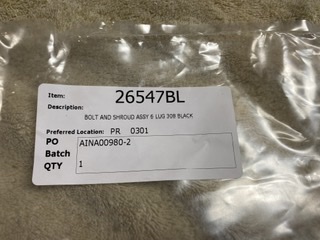 Item: 26547BL
Description:
BOLT AND SHROUD ASSY 6 LUG 308 BLACK
Preferred Location: PR 0301
PO AINA00980-2
Batch
QTY 1